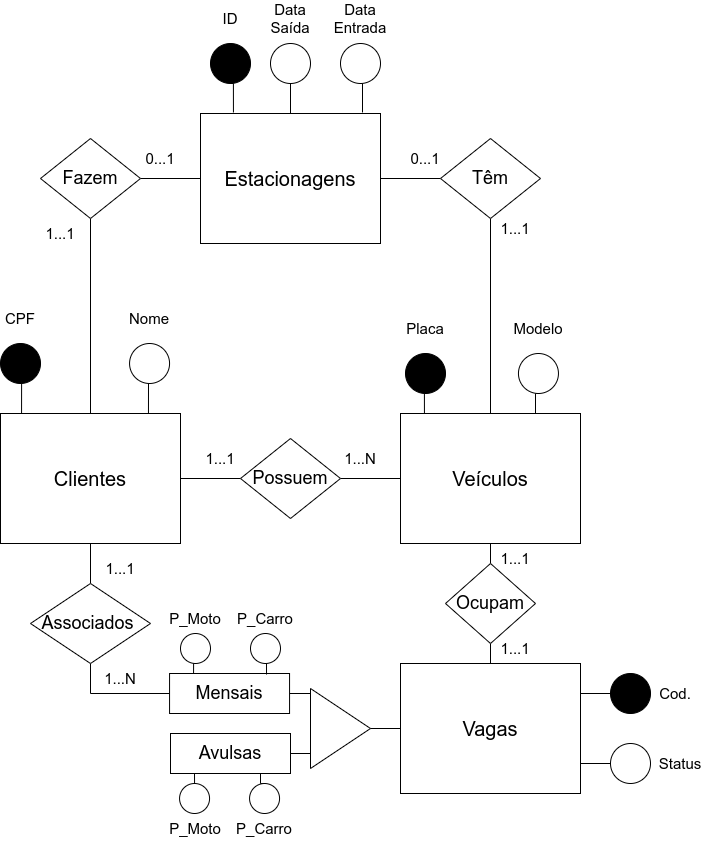 ID
Data
Saída
Data
Entrada
Fazem
0...1
Estacionagens
0...1
Têm
1...1
1...1
CPF
Nome
Placa
Modelo
Clientes
1...1
Possuem
1...N
Veículos
1...1
1...1
Associados
Ocupam
P_Moto
P_Carro
1...1
1...N
Mensais
Cod.
Vagas
Avulsas
Status
P_Moto
P_Carro